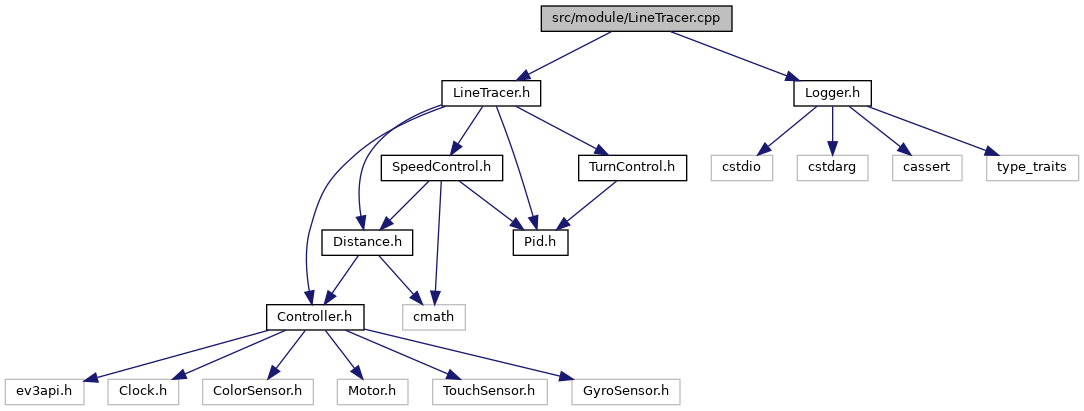 src/module/LineTracer.cpp
LineTracer.h
Logger.h
SpeedControl.h
TurnControl.h
cstdio
cstdarg
cassert
type_traits
Distance.h
Pid.h
Controller.h
cmath
ev3api.h
Clock.h
ColorSensor.h
Motor.h
TouchSensor.h
GyroSensor.h